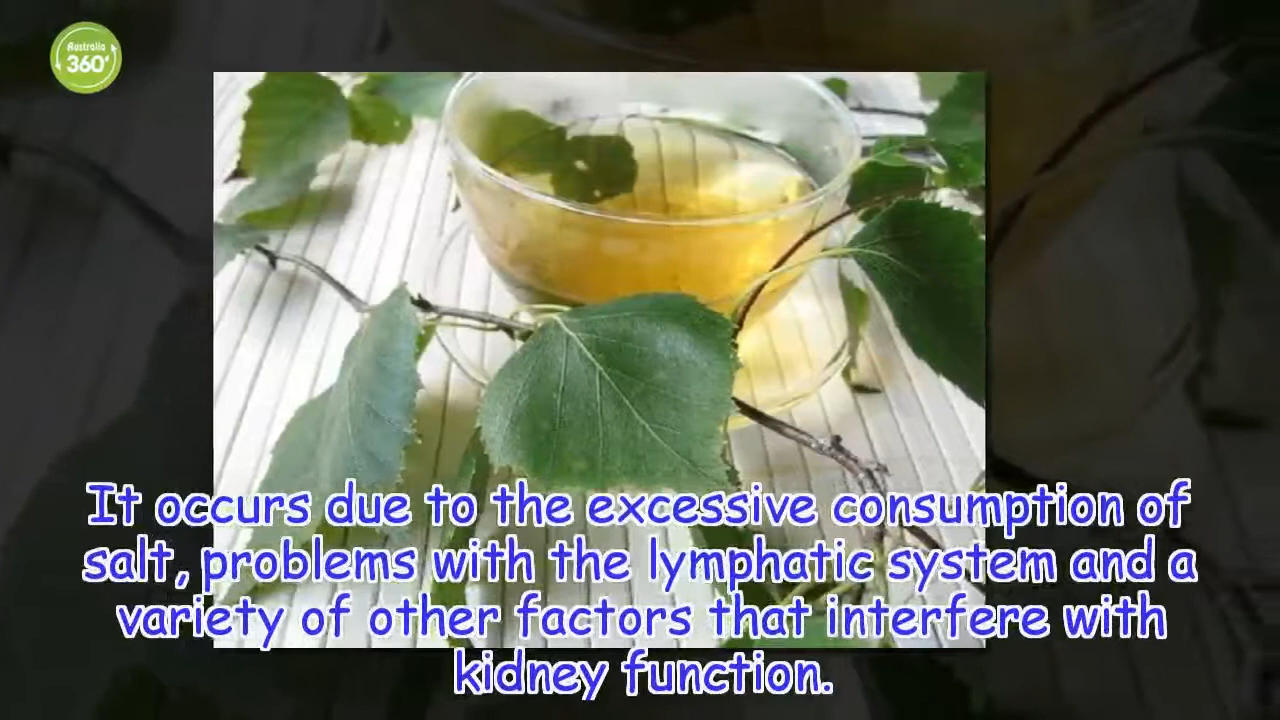 Australia
360°
It occurs due to the excessive consumption of
salt, problems with the lymphatic system and a
variety of other factors that interfere with
kidney function.